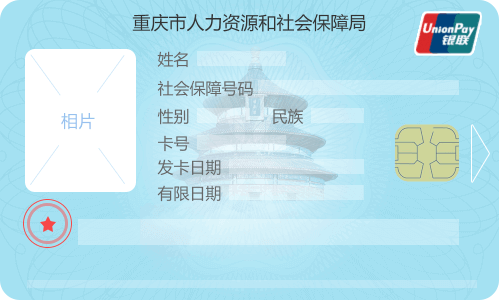 重庆市人力资源和社会保障局
UnionPay
银联
姓名
社会保障号码
相片
性别 民族
卡号
发卡日期
有限日期